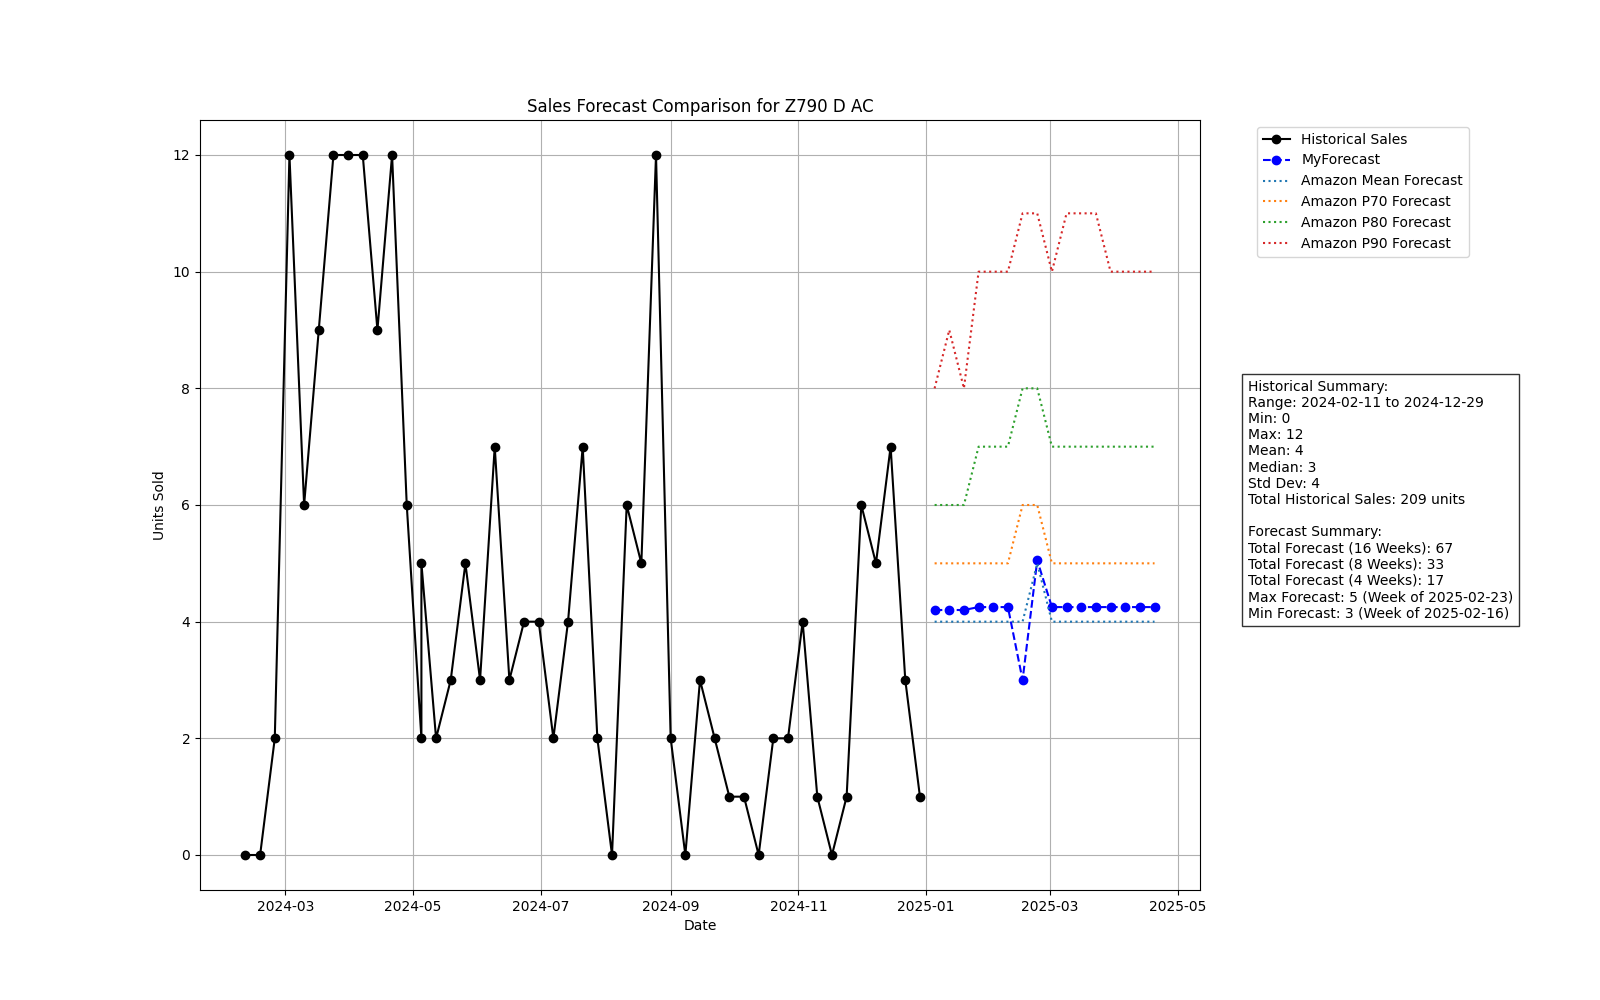 Sales Forecast Comparison for Z790 D AC
Units Sold
12
10
8
6
4
2
0
2024-03
2024-05
2024-07
2024-09
2024-11
2025-01
2025-03
2025-05
Date
Historical Sales
MyForecast
Amazon Mean Forecast
Amazon P70 Forecast
Amazon P80 Forecast
Amazon P90 Forecast
Historical Summary:
Range: 2024-02-11 to 2024-12-29
Min: 0
Max: 12
Mean: 4
Median: 3
Std Dev: 4
Total Historical Sales: 209 units
Forecast Summary:
Total Forecast (16 Weeks): 67
Total Forecast (8 Weeks): 33
Total Forecast (4 Weeks): 17
Max Forecast: 5 (Week of 2025-02-23)
Min Forecast: 3 (Week of 2025-02-16)